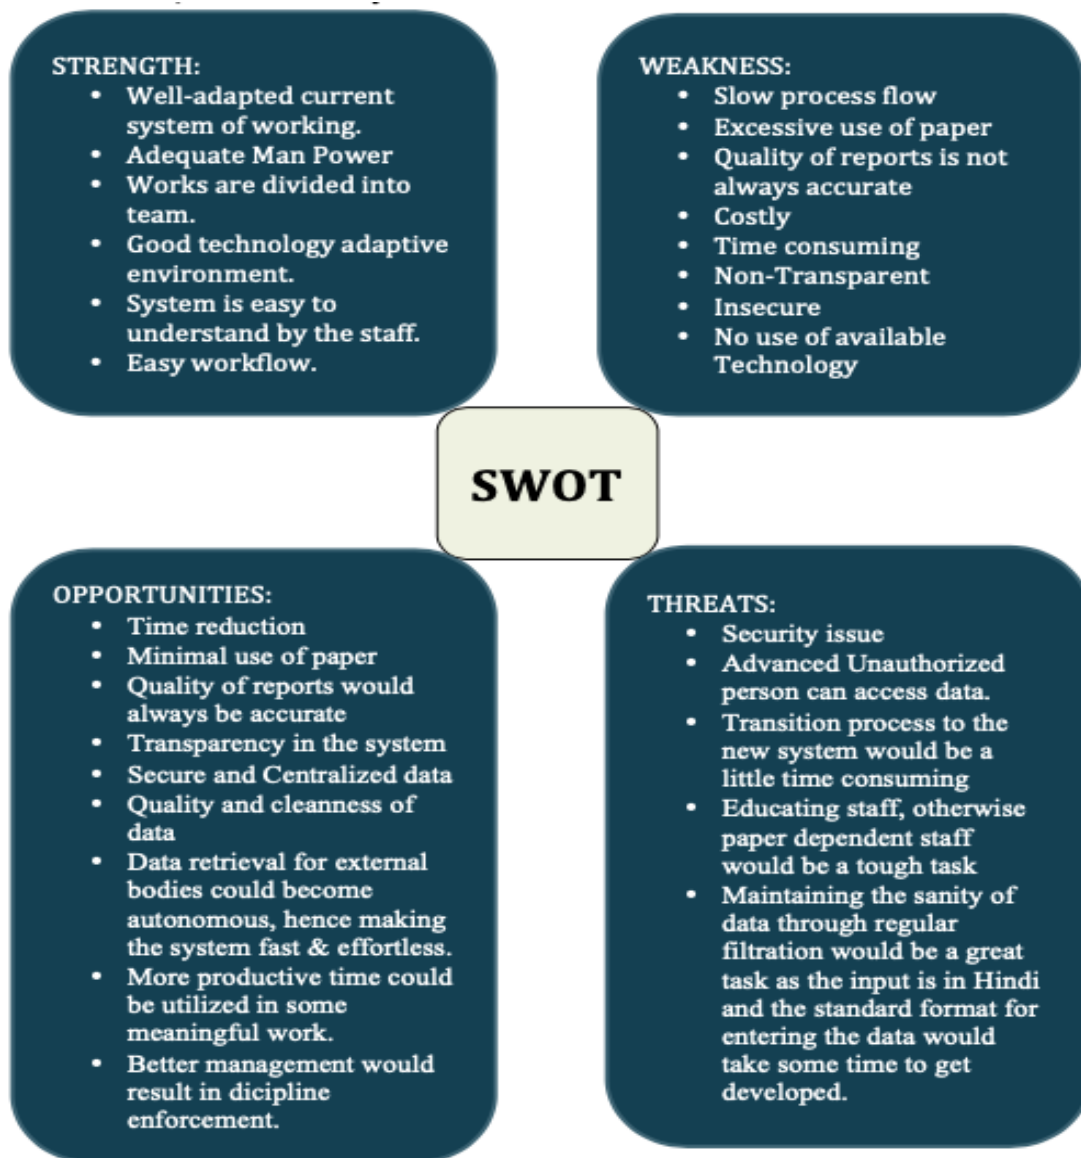 STRENGTH:
• Well-adapted current
system of working.
• Adequate Man Power
• Works are divided into
team.
• Good technology adaptive
environment.
• System is easy to
understand by the staff.
• Easy workflow.
WEAKNESS:
• Slow process flow
• Excessive use of paper
• Quality of reports is not
always accurate
• Costly
• Time consuming
• Non-Transparent
• Insecure
• No use of available
Technology
SWOT
OPPORTUNITIES:
• Time reduction
• Minimal use of paper
• Quality of reports would
always be accurate
• Transparency in the system
• Secure and Centralized data
• Quality and cleanness of
data
• Data retrieval for external
bodies could become
autonomous, hence making
the system fast & effortless.
• More productive time could
be utilized in some
meaningful work.
• Better management would
result in dicipline
enforcement.
THREATS:
• Security issue
• Advanced Unauthorized
person can access data.
• Transition process to the
new system would be a
little time consuming
• Educating staff, otherwise
paper dependent staff
would be a tough task
• Maintaining the sanity of
data through regular
filtration would be a great
task as the input is in Hindi
and the standard format for
entering the data would
take some time to get
developed.